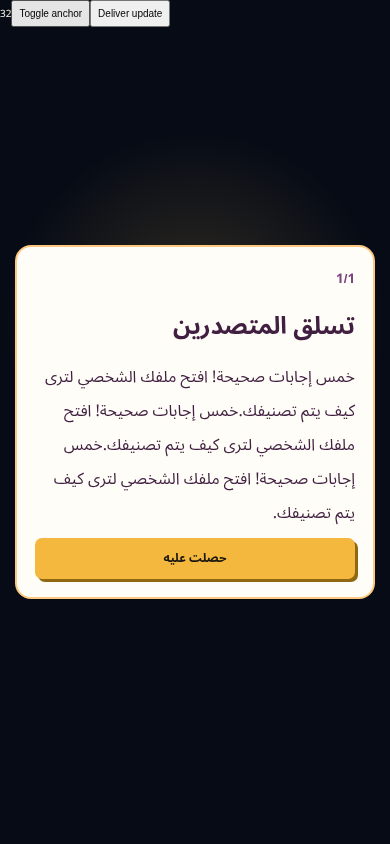 32 Toggle anchor Deliver update
1/1
تسلق المتصدرين
خمس إجابات صحيحة! افتح ملفك الشخصي لترى
كيف يتم تصنيفك.خمس إجابات صحيحة! افتح
ملفك الشخصي لترى كيف يتم تصنيفك.خمس
إجابات صحيحة! افتح ملفك الشخصي لترى كيف
يتم تصنيفك.
حصلت عليه